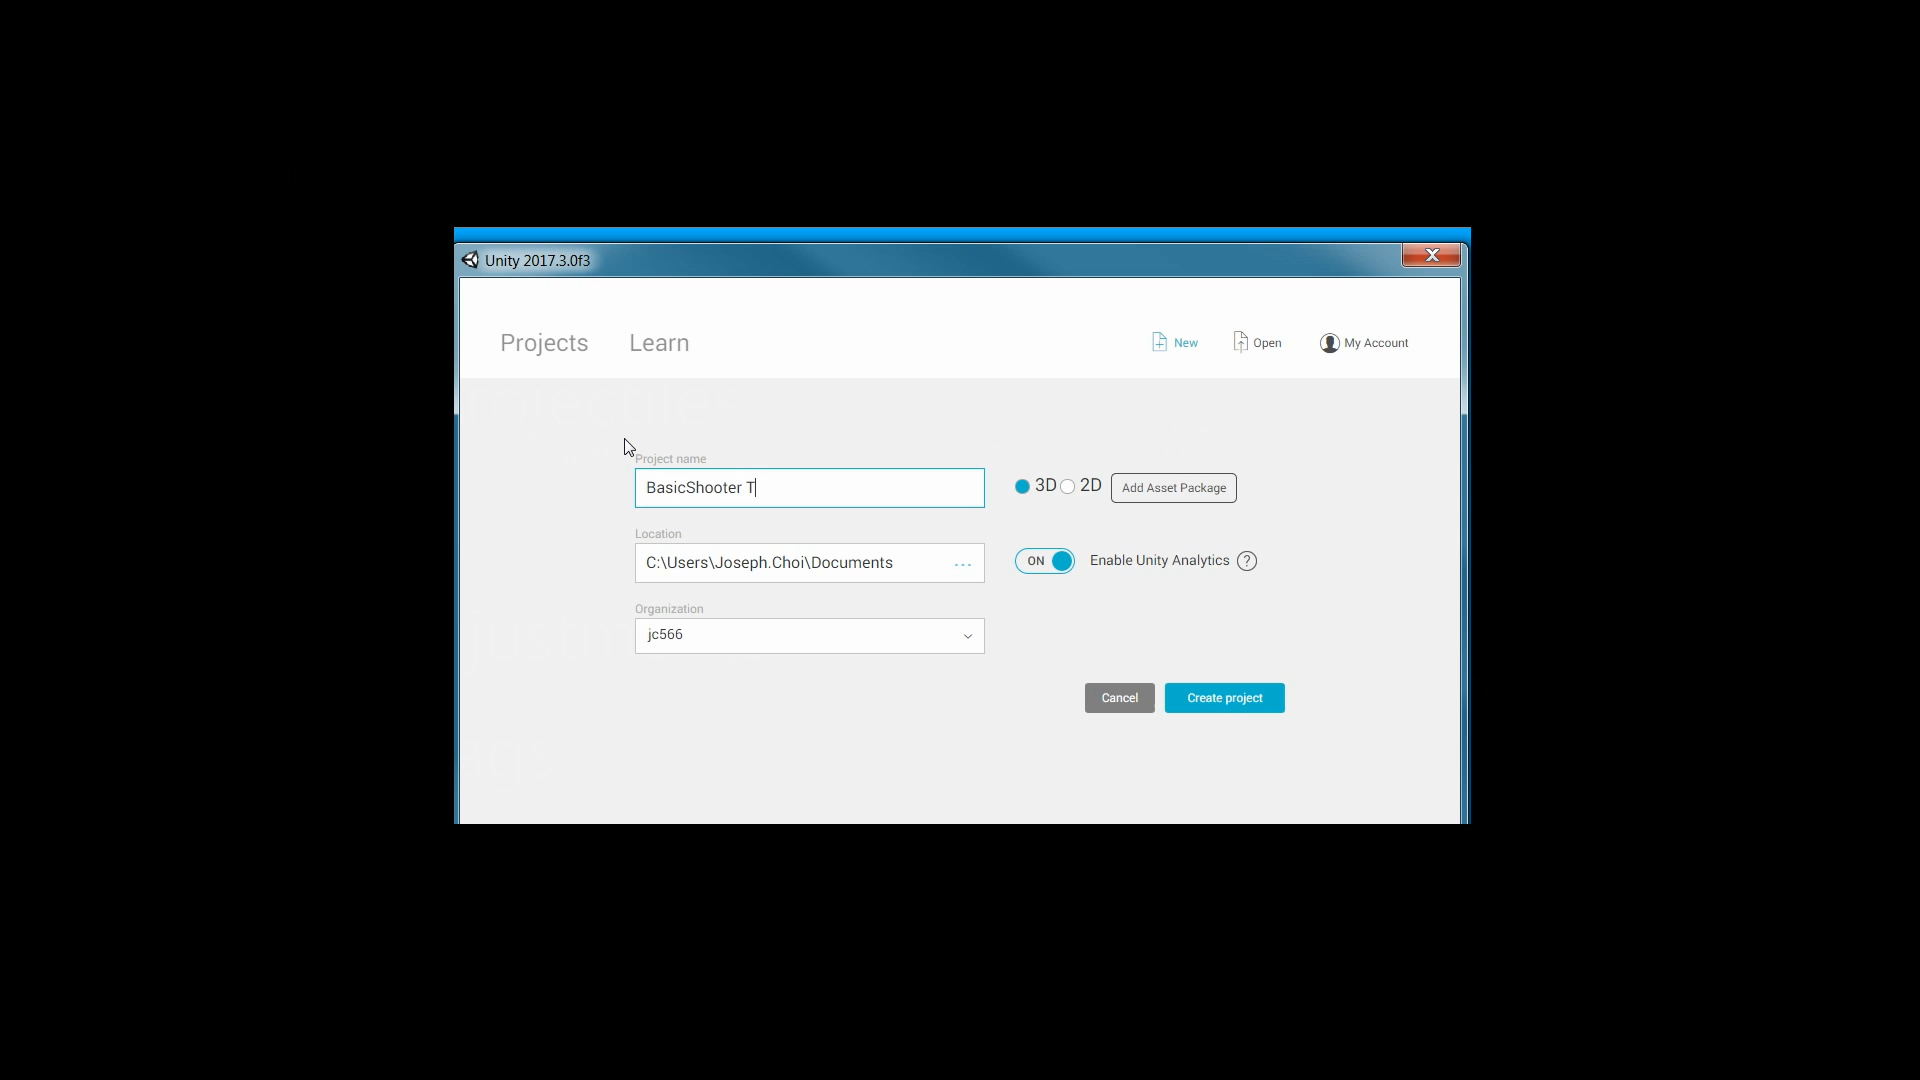 Unity 2017.3.0f3
Projects Learn New Open My Account
Project name
BasicShooter T
3D 2D Add Asset Package
Location
C:\Users\Joseph.Choi\Documents ...
ON Enable Unity Analytics ?
Organization
jc566
Cancel Create project